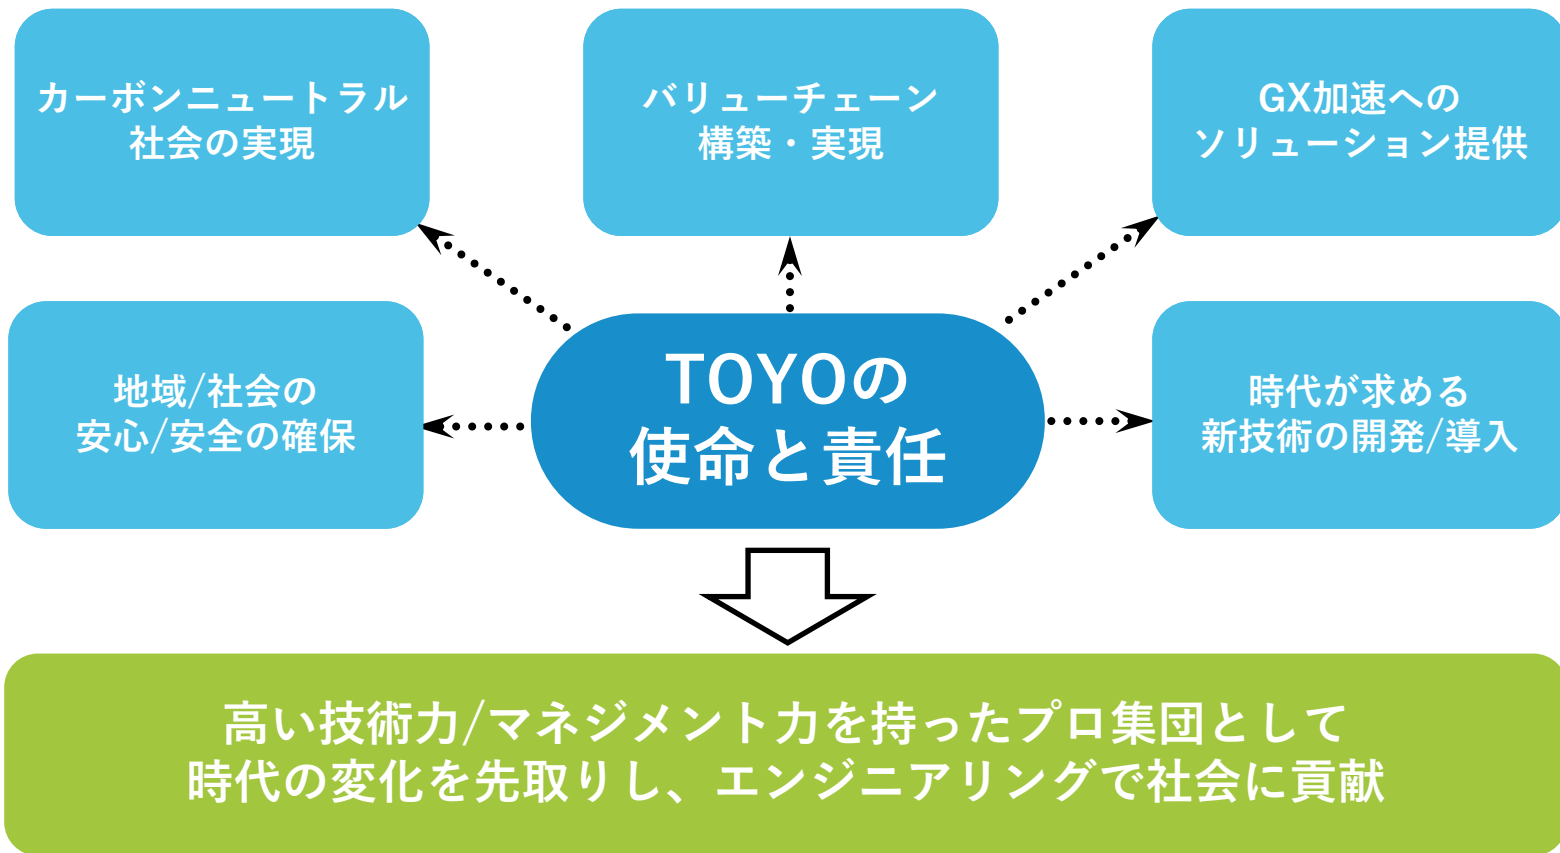 カーボンニュートラル
社会の実現
バリューチェーン
構築・実現
GX加速への
ソリューション提供
地域/社会の
安心/安全の確保
TOYOの
使命と責任
時代が求める
新技術の開発/導入
高い技術力/マネジメント力を持ったプロ集団として
時代の変化を先取りし、エンジニアリングで社会に貢献